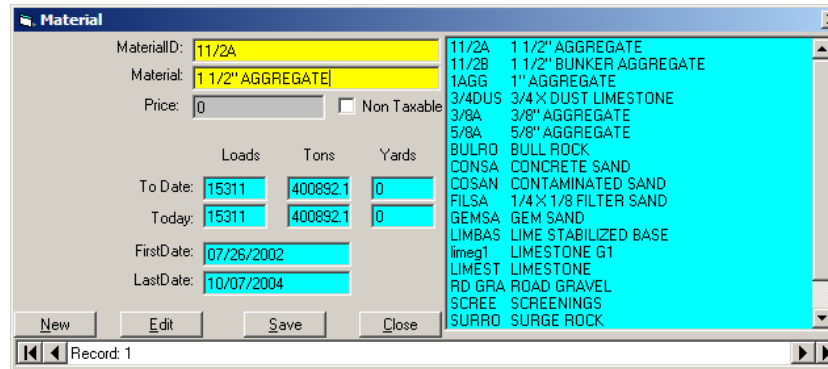 Material
MaterialID: 11/2A
Material: 1 1/2" AGGREGATE
Price: 0 Non Taxable
Loads Tons Yards
To Date: 15311 400892.1 0
Today: 15311 400892.1 0
FirstDate: 07/26/2002
LastDate: 10/07/2004
New Edit Save Close
11/2A 1 1/2" AGGREGATE
11/2B 1 1/2" BUNKER AGGREGATE
1AGG 1" AGGREGATE
3/4DUS 3/4 X DUST LIMESTONE
3/8A 3/8" AGGREGATE
5/8A 5/8" AGGREGATE
BULRO BULL ROCK
CONSA CONCRETE SAND
COSAN CONTAMINATED SAND
FILSA 1/4 X 1/8 FILTER SAND
GEMSA GEM SAND
LIMBAS LIME STABILIZED BASE
limeg1 LIMESTONE G1
LIMEST LIMESTONE
RD GRA ROAD GRAVEL
SCREE SCREENINGS
SURRO SURGE ROCK
Record: 1